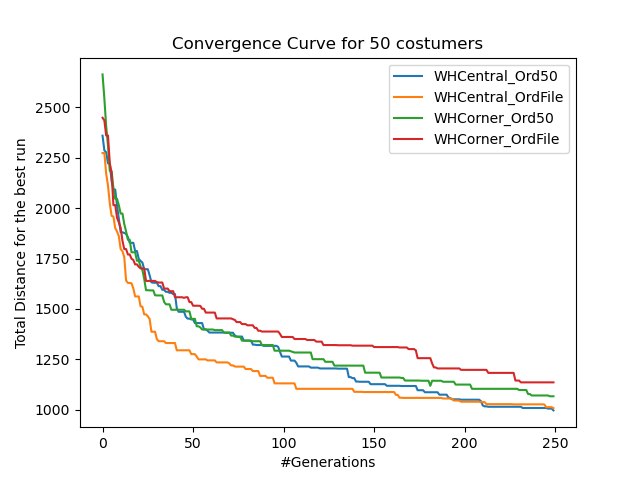 Convergence Curve for 50 costumers
WHCentral_Ord50
WHCentral_OrdFile
WHCorner_Ord50
WHCorner_OrdFile
Total Distance for the best run
2500
2250
2000
1750
1500
1250
1000
0 50 100 150 200 250
#Generations